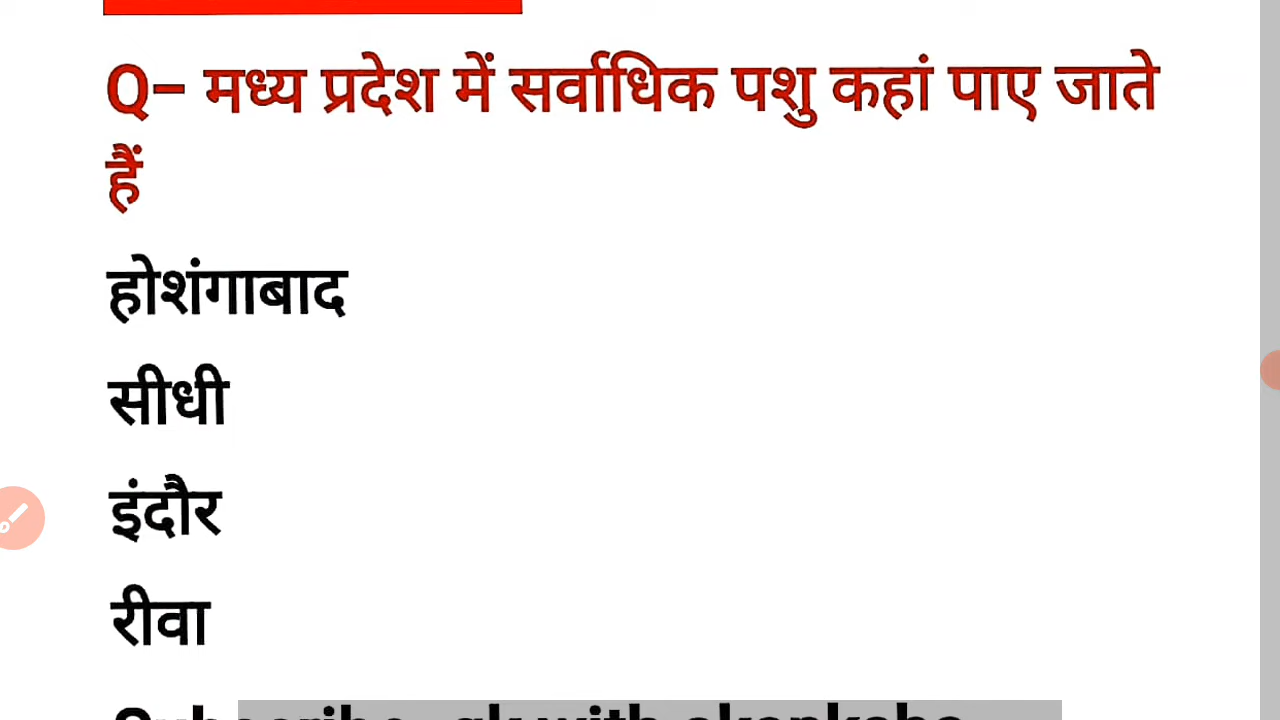 Q– मध्य प्रदेश में सर्वाधिक पशु कहां पाए जाते
हैं
होशंगाबाद
सीधी
इंदौर
रीवा